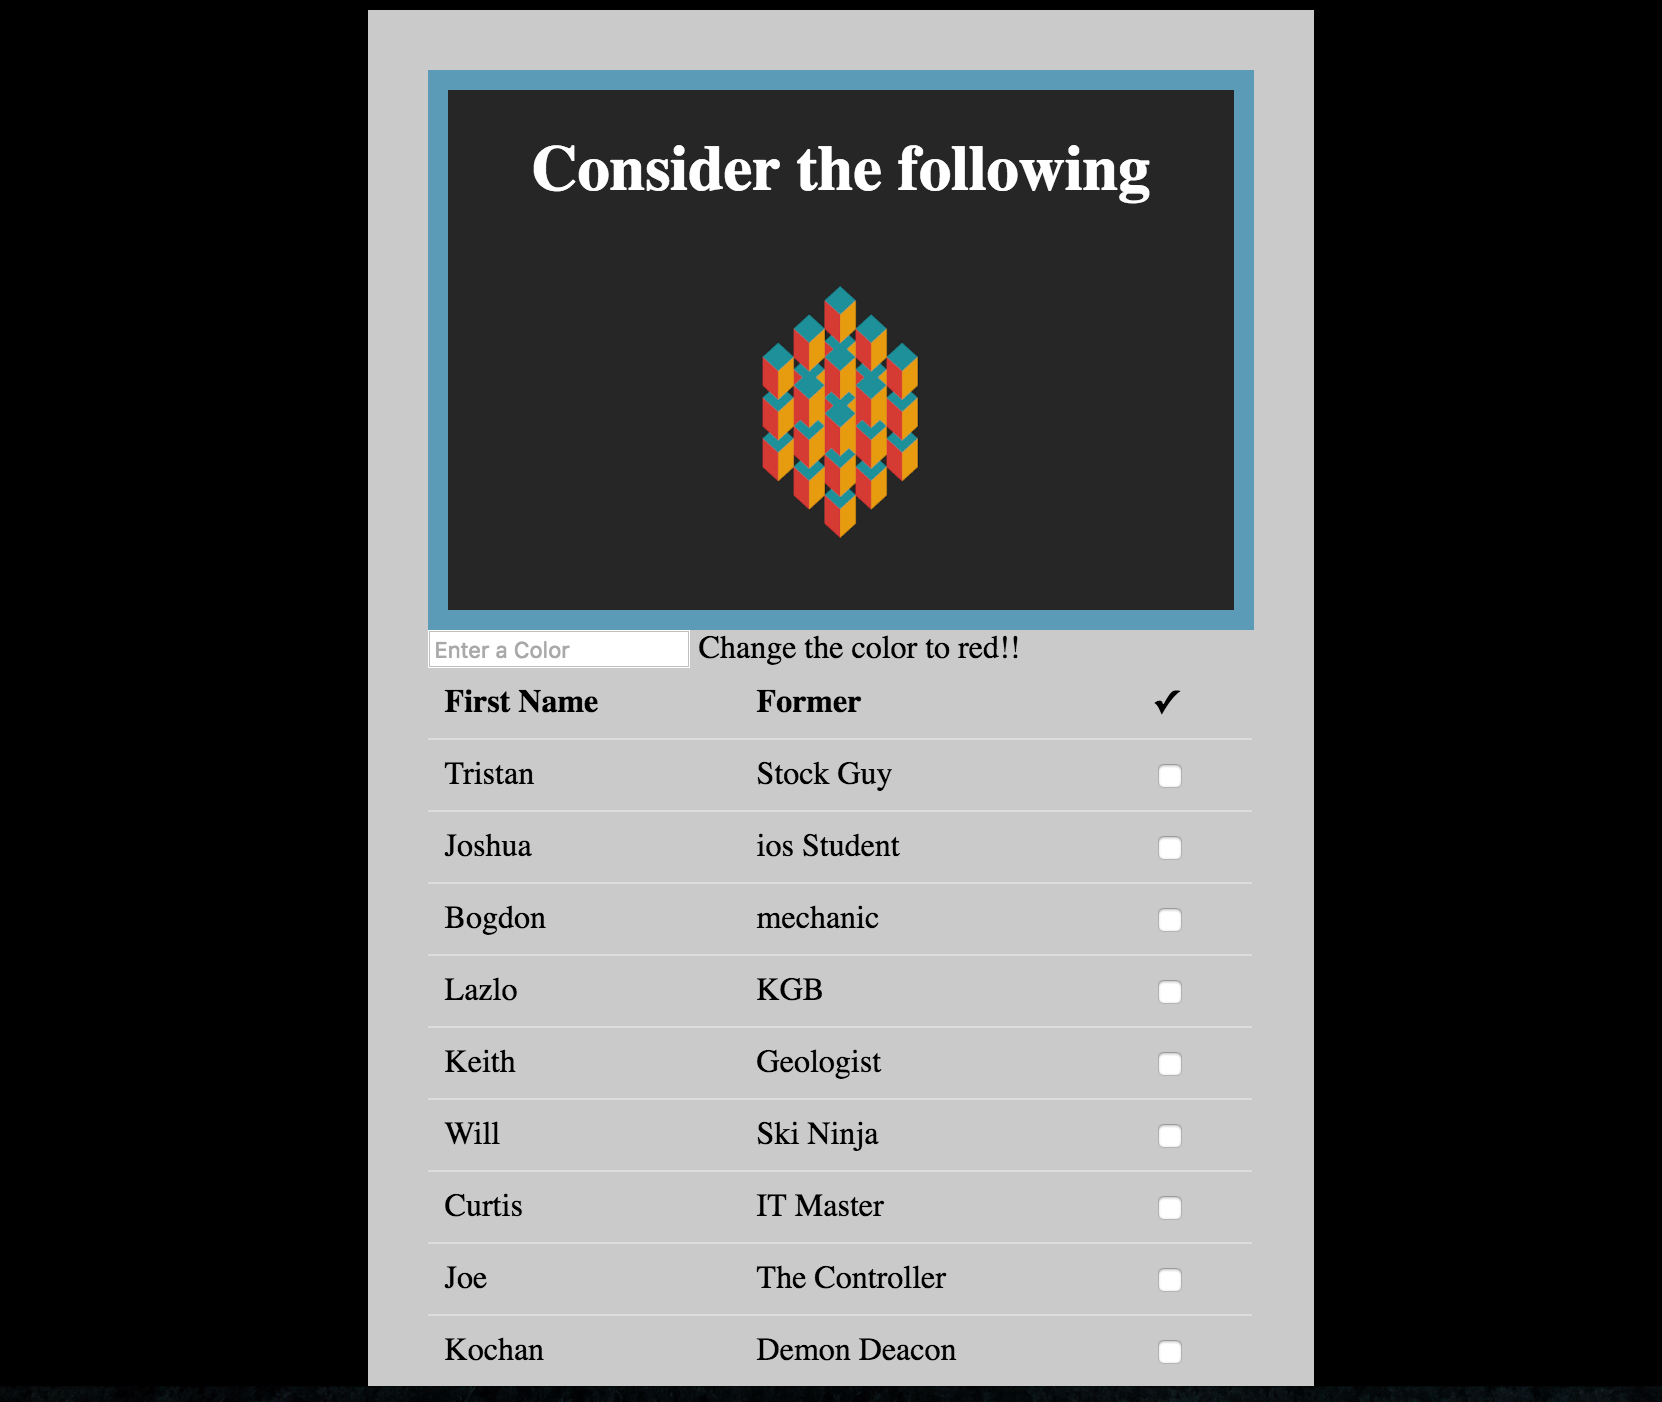 Consider the following
Enter a Color Change the color to red!!
First Name Former ✓
Tristan Stock Guy
Joshua ios Student
Bogdon mechanic
Lazlo KGB
Keith Geologist
Will Ski Ninja
Curtis IT Master
Joe The Controller
Kochan Demon Deacon